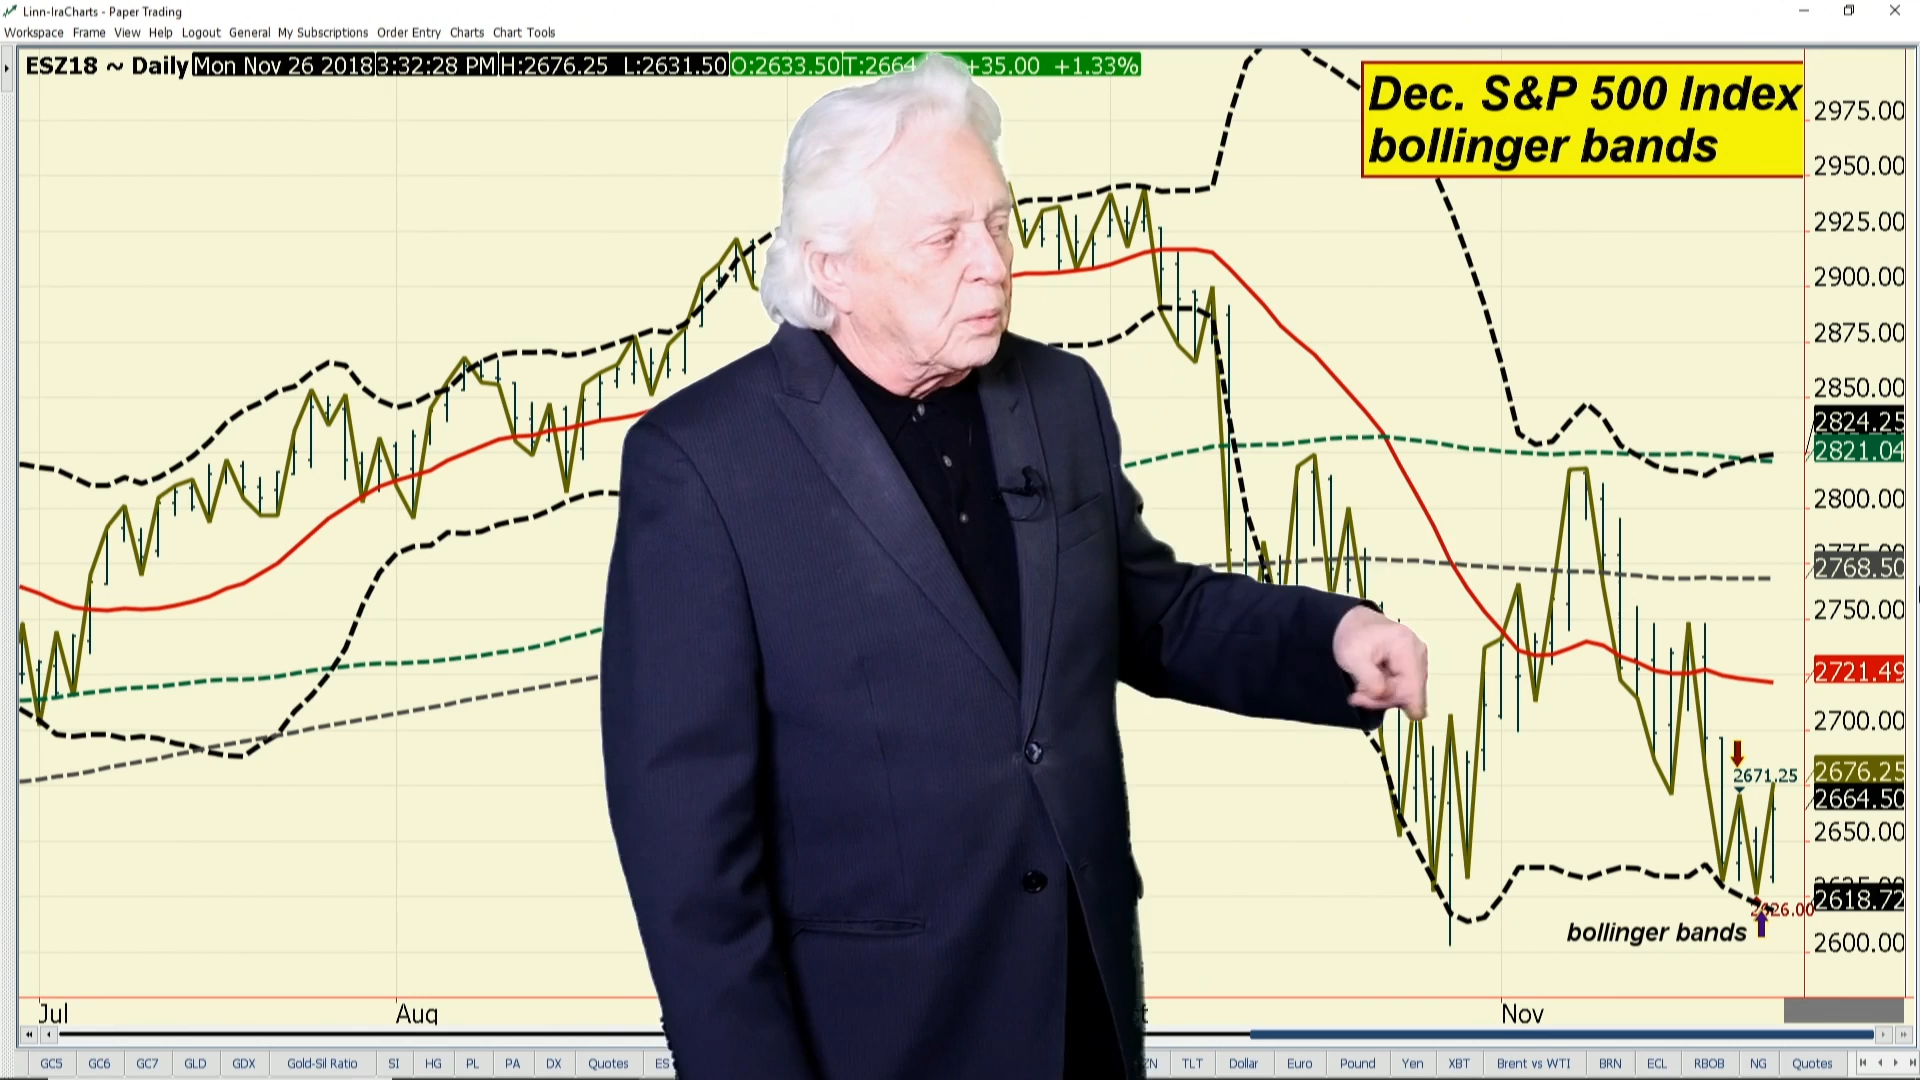 Linn-IraCharts - Paper Trading
Workspace Frame View Help Logout General My Subscriptions Order Entry Charts Chart Tools
ESZ18 ~ Daily Mon Nov 26 2018 3:32:28 PM H:2676.25 L:2631.50 O:2633.50 T:2664 +35.00 +1.33%
Dec. S&P 500 Index
bollinger bands
2975.00
2950.00
2925.00
2900.00
2875.00
2850.00
2824.25
2821.04
2800.00
2775.00
2768.50
2750.00
2721.49
2700.00
2671.25
2676.25
2664.50
2650.00
2618.72
2626.00
bollinger bands
2600.00
Jul Aug Nov
GC5 GC6 GC7 GLD GDX Gold-Sil Ratio SI HG PL PA DX Quotes ES ZN TLT Dollar Euro Pound Yen XBT Brent vs WTI BRN ECL RBOB NG Quotes